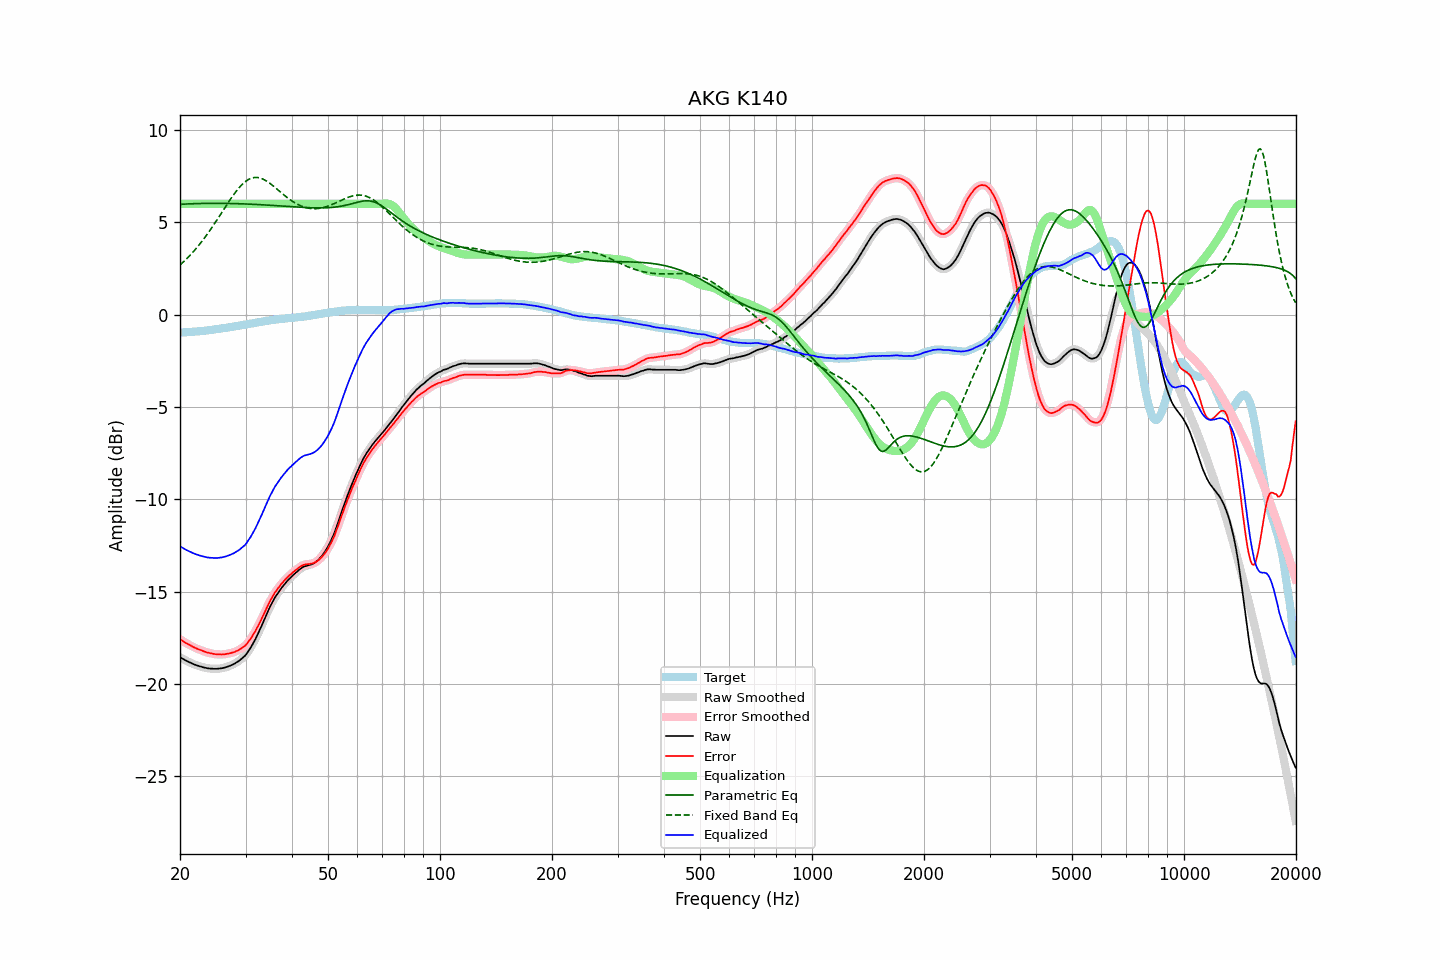 AKG K140
10
5
0
−5
−10
−15
−20
−25
Amplitude (dBr)
Target
Raw Smoothed
Error Smoothed
Raw
Error
Equalization
Parametric Eq
Fixed Band Eq
Equalized
20
50
100
200
500
1000
2000
5000
10000
20000
Frequency (Hz)